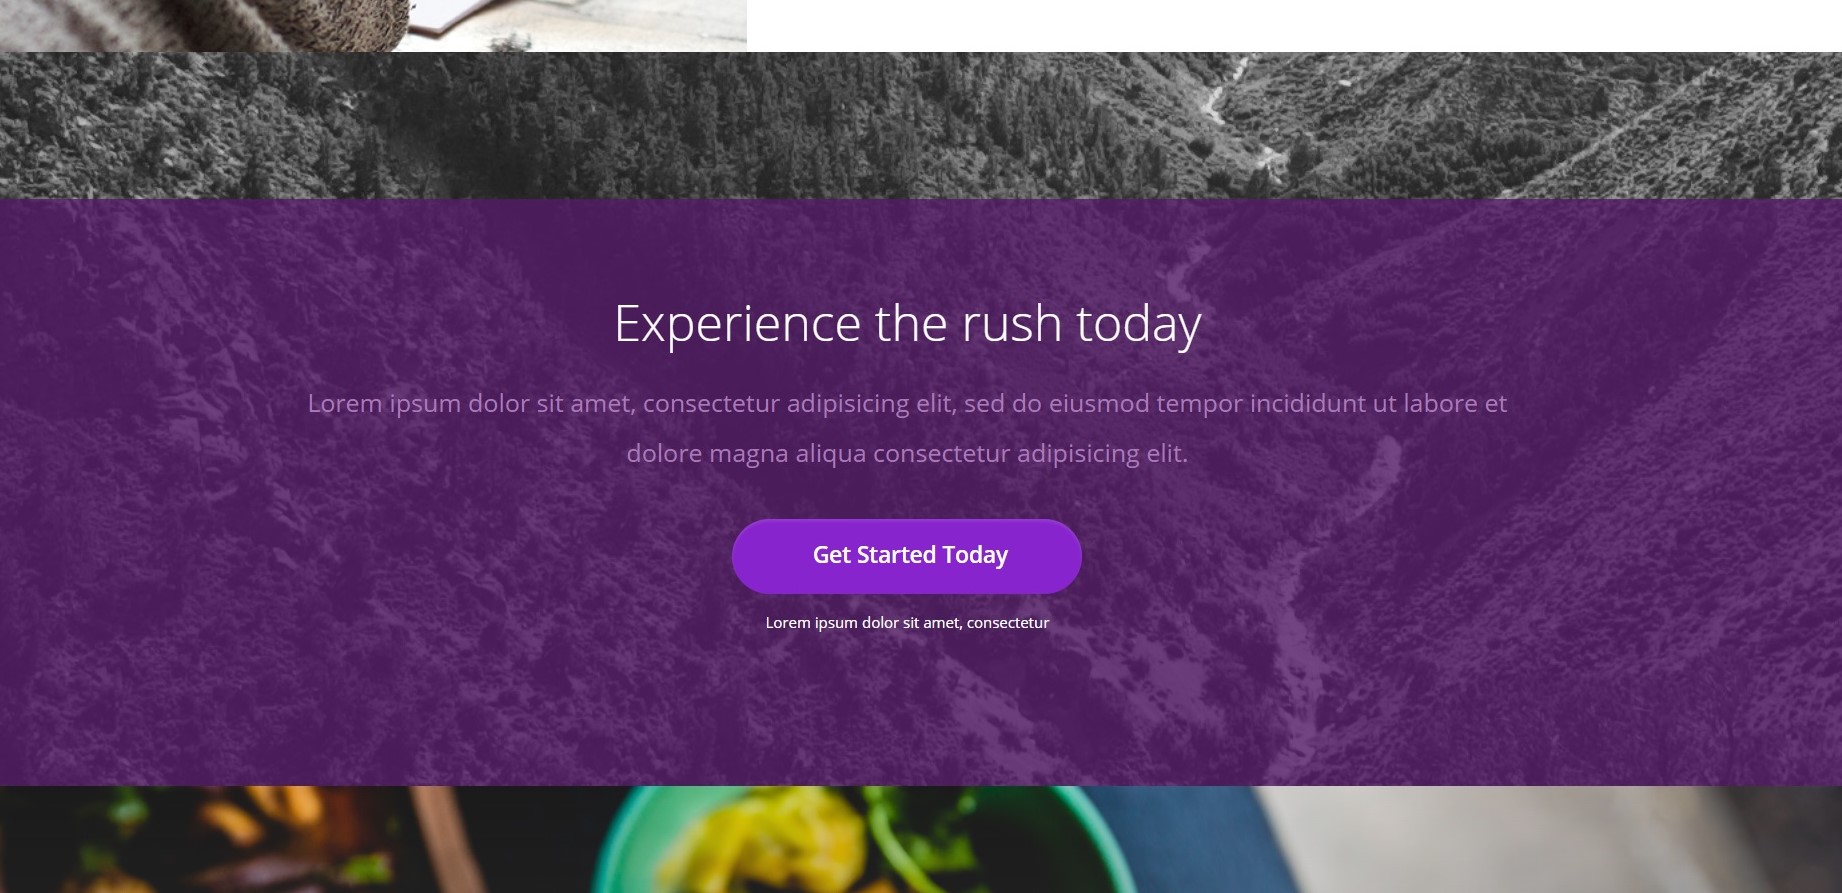 Experience the rush today
Lorem ipsum dolor sit amet, consectetur adipisicing elit, sed do eiusmod tempor incididunt ut labore et
dolore magna aliqua consectetur adipisicing elit.
Get Started Today
Lorem ipsum dolor sit amet, consectetur